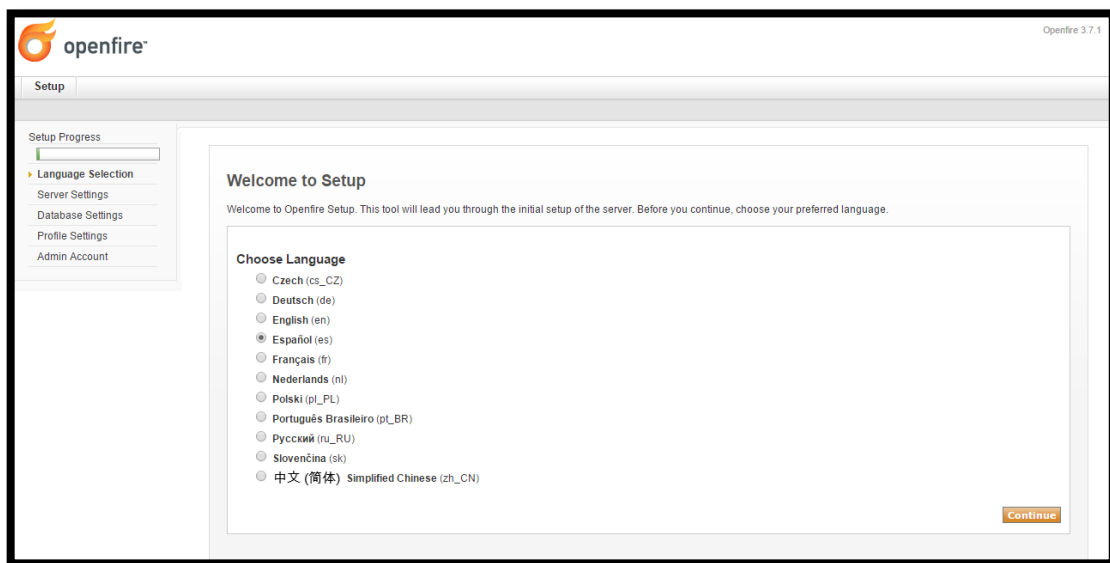 openfire™
Openfire 3.7.1
Setup
Setup Progress
Language Selection
Server Settings
Database Settings
Profile Settings
Admin Account
Welcome to Setup
Welcome to Openfire Setup. This tool will lead you through the initial setup of the server. Before you continue, choose your preferred language.
Choose Language
Czech (cs_CZ)
Deutsch (de)
English (en)
Español (es)
Français (fr)
Nederlands (nl)
Polski (pl_PL)
Português Brasileiro (pt_BR)
Русский (ru_RU)
Slovenčina (sk)
中文 (简体) Simplified Chinese (zh_CN)
Continue